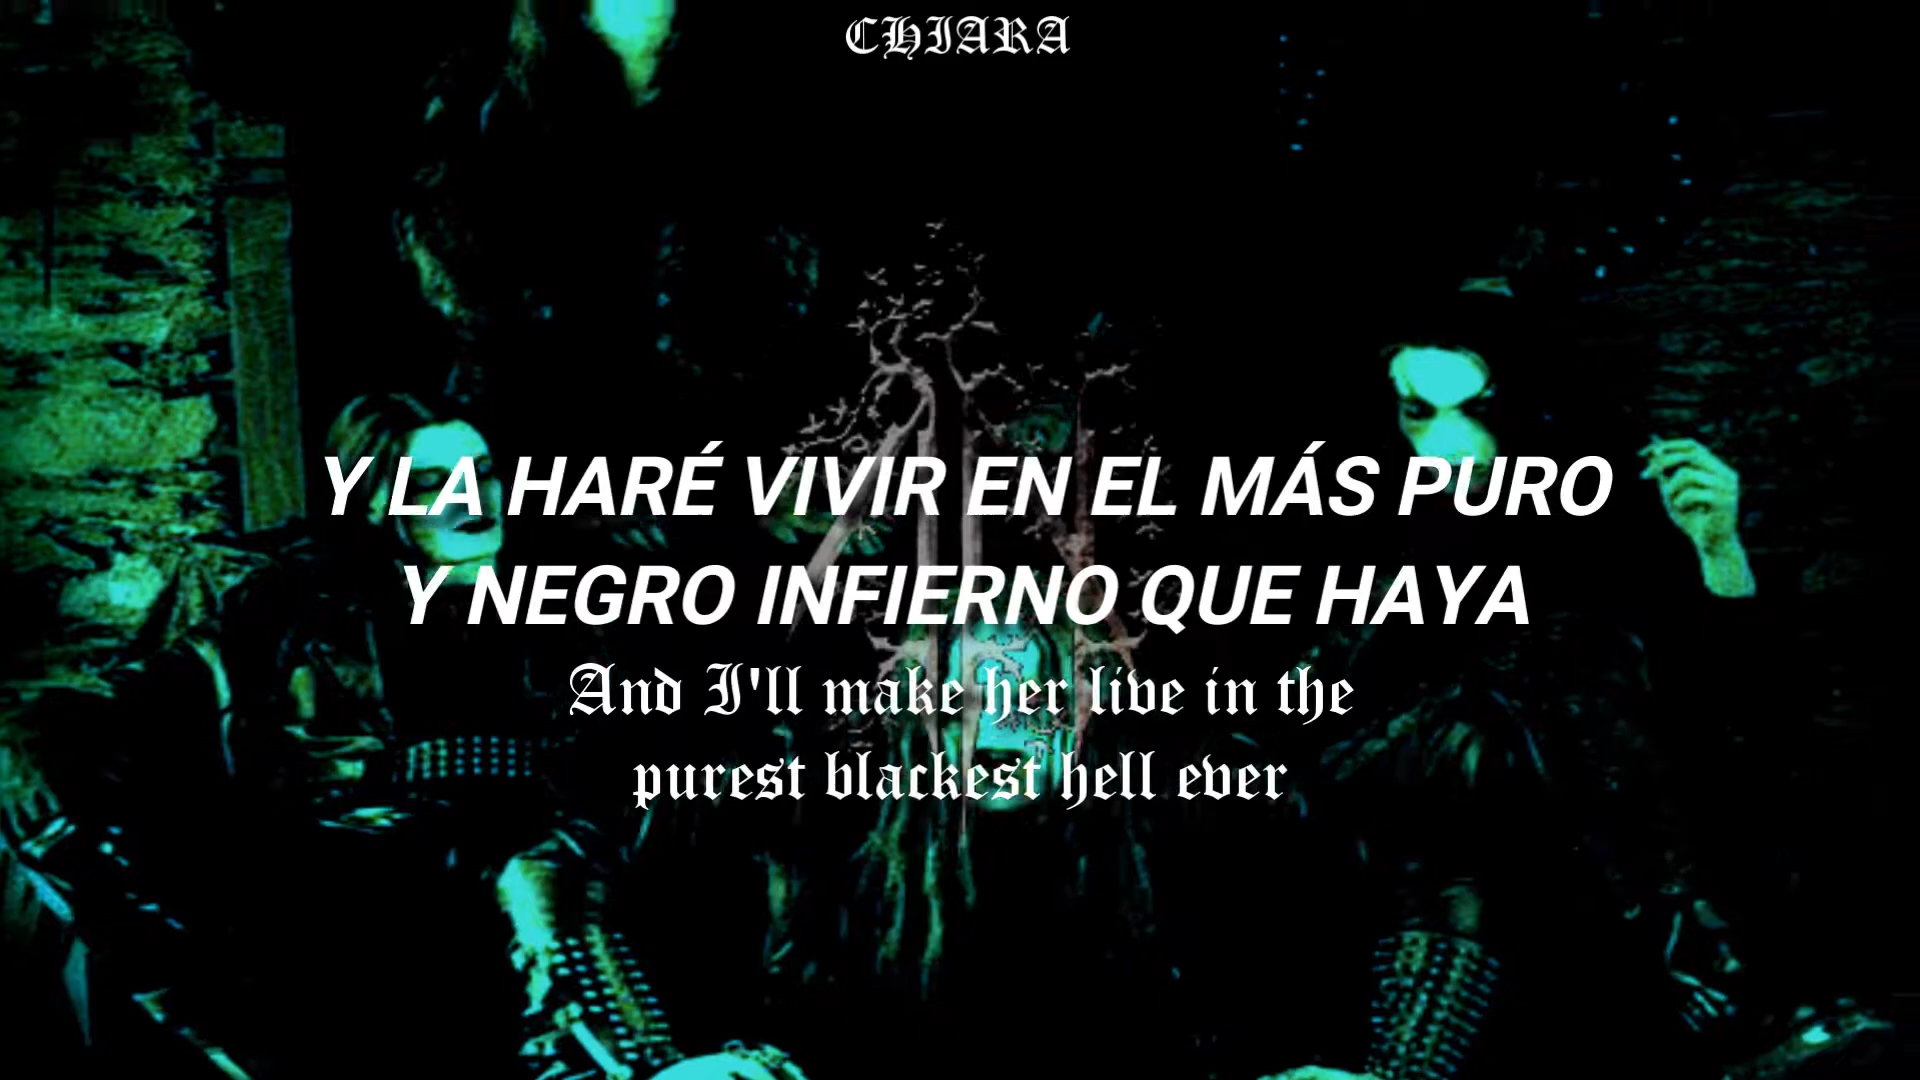 CHIARA
Y LA HARÉ VIVIR EN EL MÁS PURO
Y NEGRO INFIERNO QUE HAYA
And I'll make her live in the
purest blackest hell ever